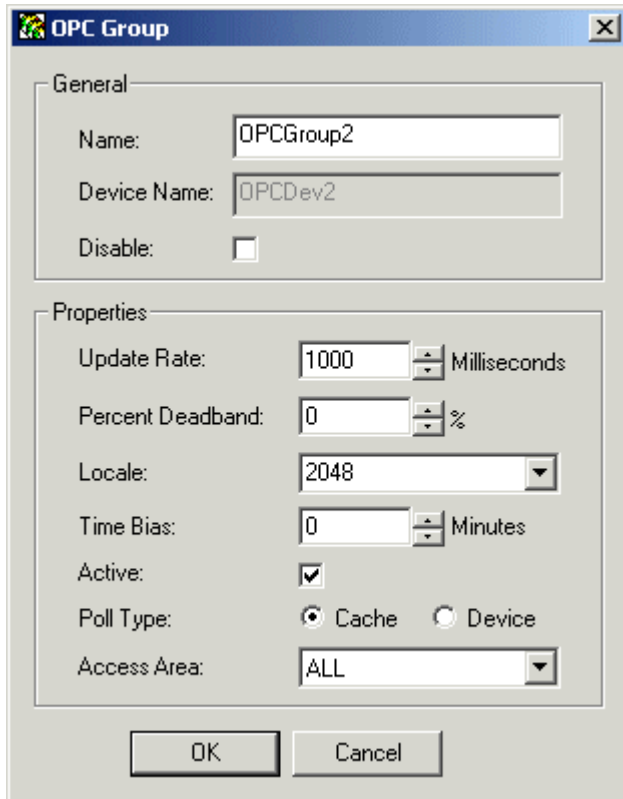 OPC Group
General
Name: OPCGroup2
Device Name: OPCDev2
Disable:
Properties
Update Rate: 1000 Milliseconds
Percent Deadband: 0 %
Locale: 2048
Time Bias: 0 Minutes
Active:
Poll Type: Cache Device
Access Area: ALL
OK Cancel